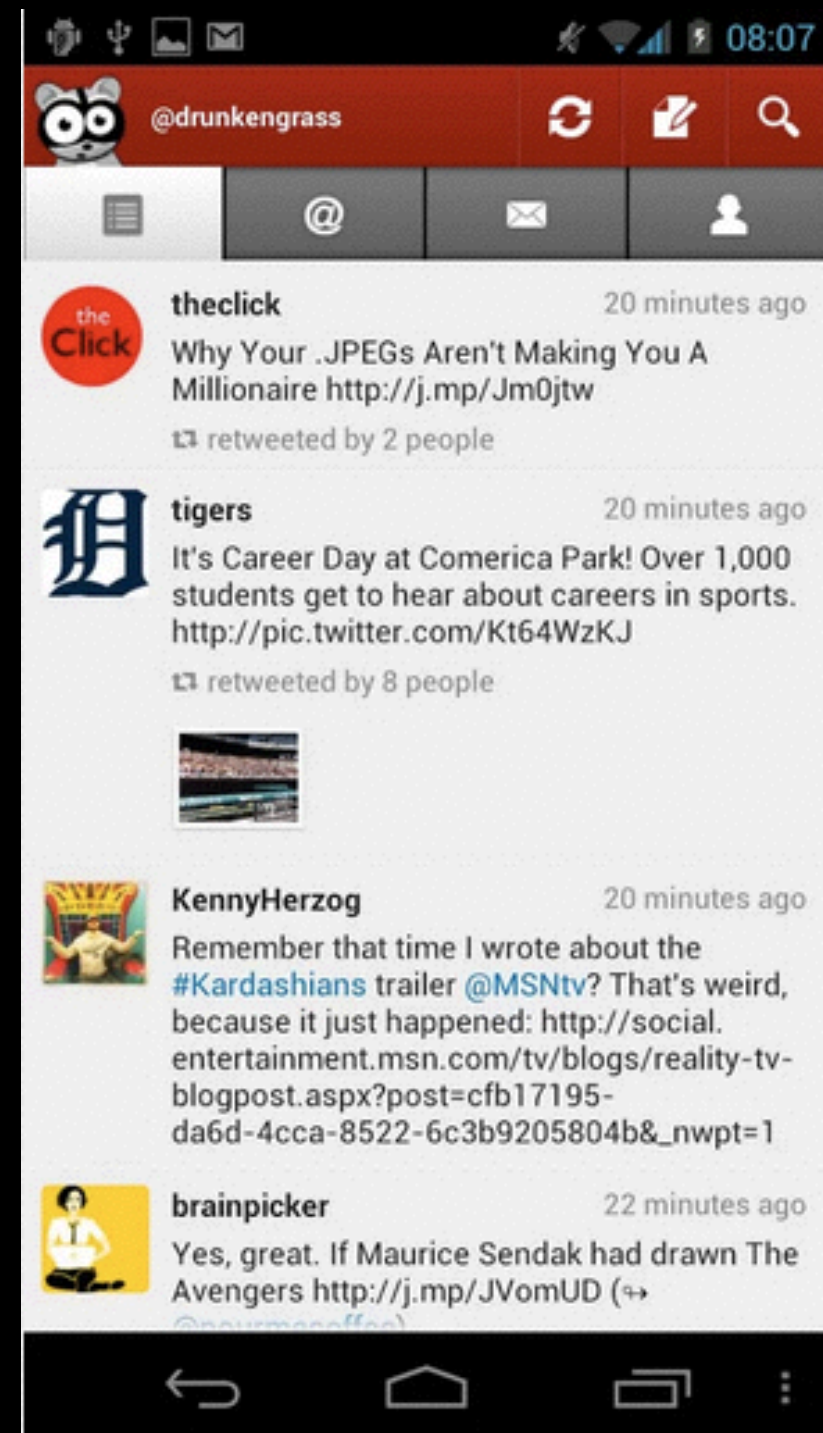 08:07
@drunkengrass
@
the
Click
theclick 20 minutes ago
Why Your .JPEGs Aren't Making You A
Millionaire http://j.mp/Jm0jtw
retweeted by 2 people
D
tigers 20 minutes ago
It's Career Day at Comerica Park! Over 1,000
students get to hear about careers in sports.
http://pic.twitter.com/Kt64WzKJ
retweeted by 8 people
KennyHerzog 20 minutes ago
Remember that time I wrote about the
#Kardashians trailer @MSNtv? That's weird,
because it just happened: http://social.
entertainment.msn.com/tv/blogs/reality-tv-
blogpost.aspx?post=cfb17195-
da6d-4cca-8522-6c3b9205804b&_nwpt=1
brainpicker 22 minutes ago
Yes, great. If Maurice Sendak had drawn The
Avengers http://j.mp/JVomUD (↬